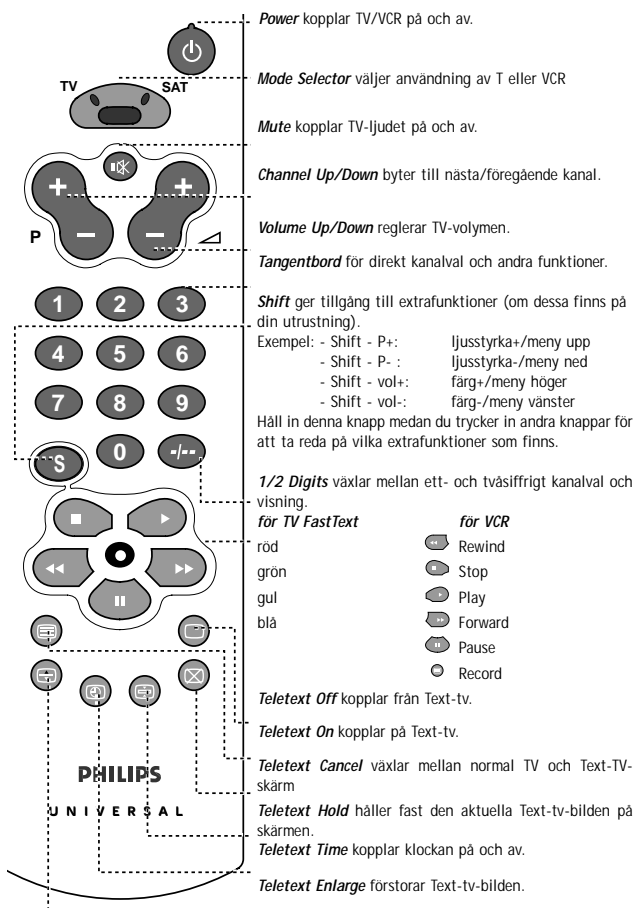 Power kopplar TV/VCR på och av.
TV
SAT
Mode Selector väljer användning av T eller VCR
Mute kopplar TV-ljudet på och av.
Channel Up/Down byter till nästa/föregående kanal.
P
Volume Up/Down reglerar TV-volymen.
Tangentbord för direkt kanalval och andra funktioner.
1 2 3
4 5 6
7 8 9
S 0 -/--
Shift ger tillgång till extrafunktioner (om dessa finns på
din utrustning).
Exempel: - Shift - P+: ljusstyrka+/meny upp
- Shift - P- : ljusstyrka-/meny ned
- Shift - vol+: färg+/meny höger
- Shift - vol-: färg-/meny vänster
Håll in denna knapp medan du trycker in andra knappar för
att ta reda på vilka extrafunktioner som finns.
1/2 Digits växlar mellan ett- och tvåsiffrigt kanalval och
visning.
för TV FastText för VCR
röd Rewind
grön Stop
gul Play
blå Forward
Pause
Record
Teletext Off kopplar från Text-tv.
Teletext On kopplar på Text-tv.
Teletext Cancel växlar mellan normal TV och Text-TV-
skärm
Teletext Hold håller fast den aktuella Text-tv-bilden på
skärmen.
Teletext Time kopplar klockan på och av.
Teletext Enlarge förstorar Text-tv-bilden.
PHILIPS
UNIVERSAL